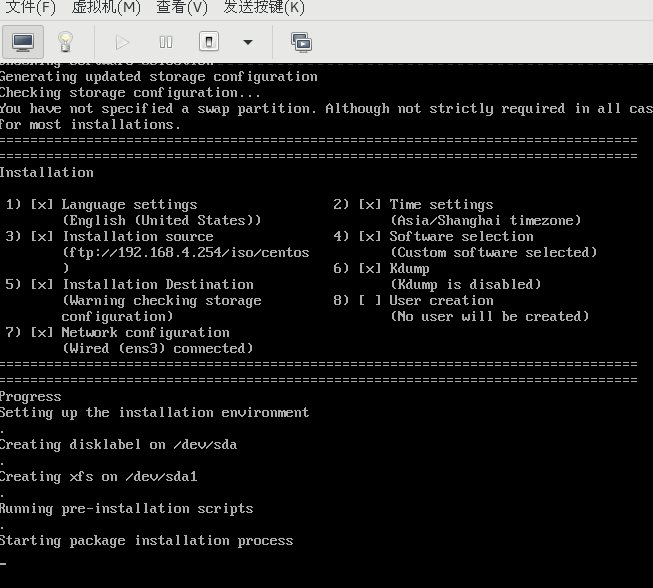 文件(F) 虚拟机(M) 查看(V) 发送按键(K)
Generating updated storage configuration
Checking storage configuration...
You have not specified a swap partition. Although not strictly required in all cas
for most installations.
================================================================================
================================================================================
Installation
1) [x] Language settings 2) [x] Time settings
(English (United States)) (Asia/Shanghai timezone)
3) [x] Installation source 4) [x] Software selection
(ftp://192.168.4.254/iso/centos (Custom software selected)
) 6) [x] Kdump
5) [x] Installation Destination (Kdump is disabled)
(Warning checking storage 8) [ ] User creation
configuration) (No user will be created)
7) [x] Network configuration
(Wired (ens3) connected)
================================================================================
================================================================================
Progress
Setting up the installation environment
.
Creating disklabel on /dev/sda
.
Creating xfs on /dev/sda1
.
Running pre-installation scripts
.
Starting package installation process